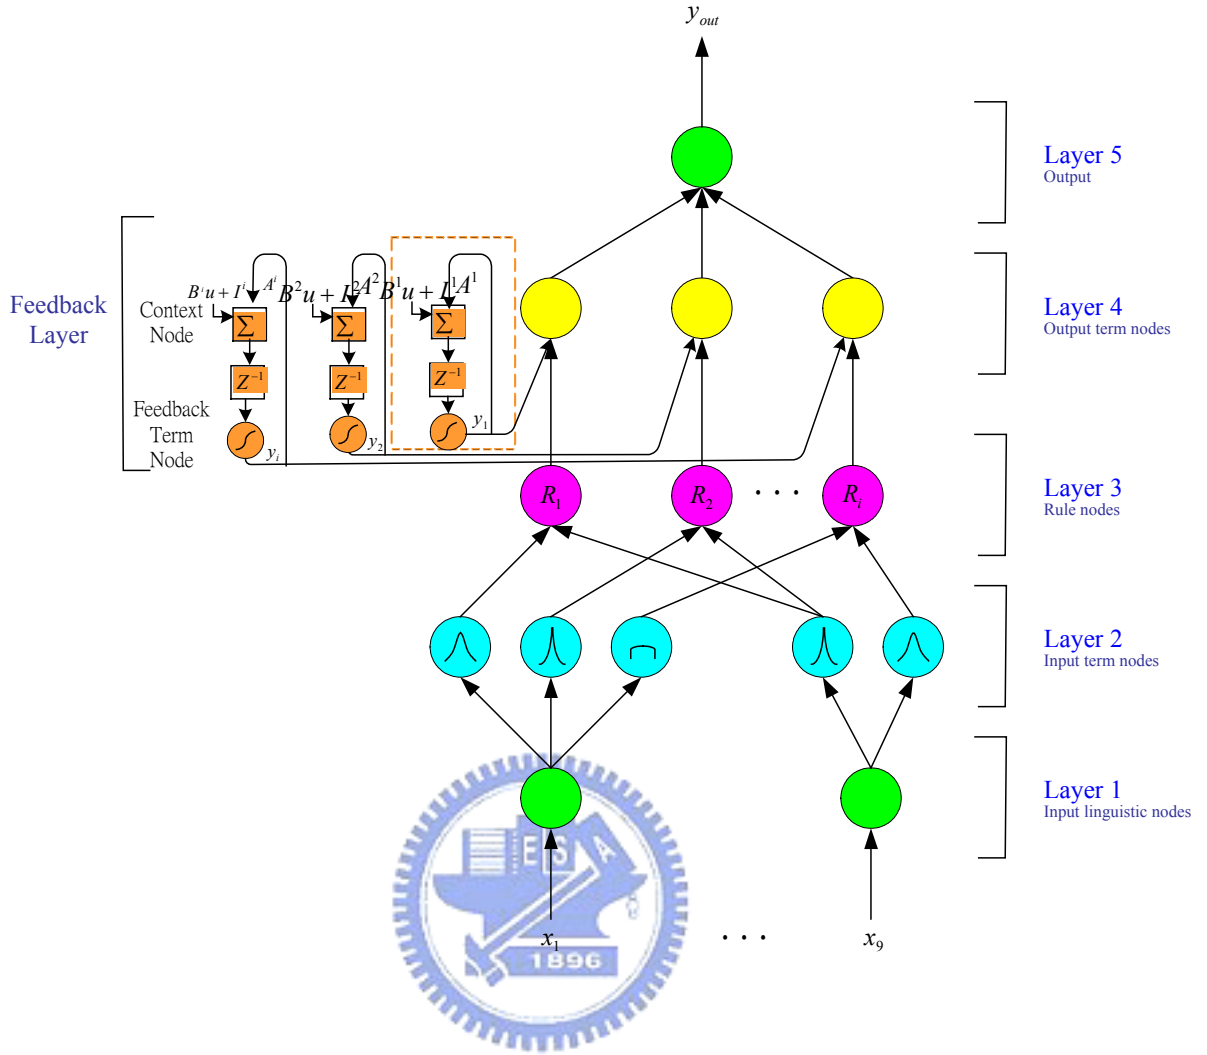 y_out
Layer 5
Output
Feedback Layer
B^i u + I^i A^i
B^2 u + I^2 A^2
B^1 u + I^1 A^1
Context Node
Σ Σ Σ
Z^{-1} Z^{-1} Z^{-1}
Feedback Term Node
y_i y_2 y_1
Layer 4
Output term nodes
R_1 R_2 · · · R_i
Layer 3
Rule nodes
Layer 2
Input term nodes
Layer 1
Input linguistic nodes
E S A
x_1 · · · x_9
1896